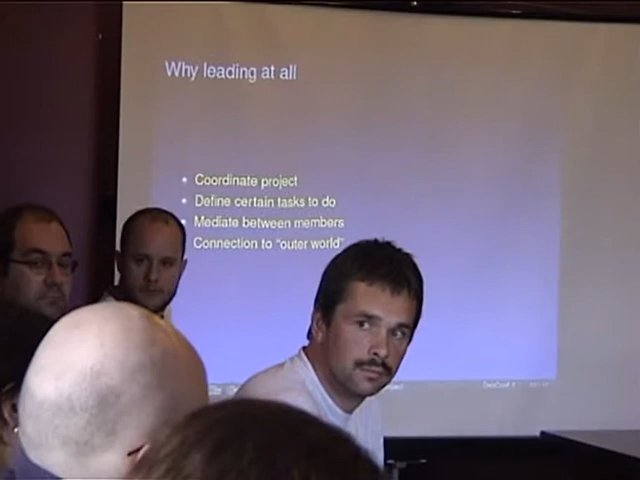 Why leading at all
• Coordinate project
• Define certain tasks to do
• Mediate between members
Connection to "outer world"